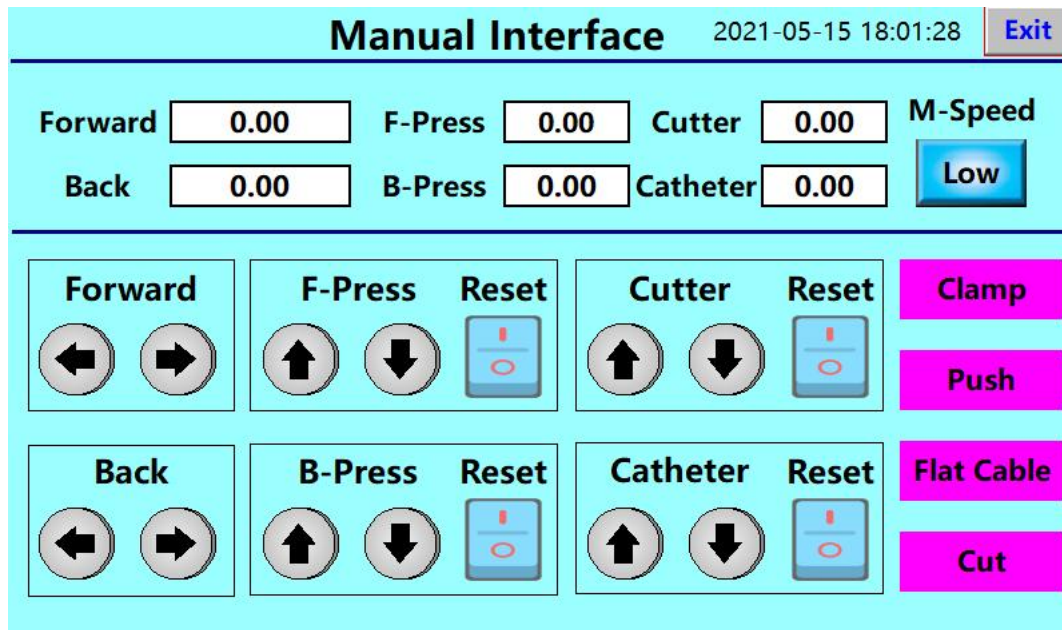 Manual Interface 2021-05-15 18:01:28 Exit
Forward 0.00 F-Press 0.00 Cutter 0.00 M-Speed
Back 0.00 B-Press 0.00 Catheter 0.00 Low
Forward F-Press Reset Cutter Reset Clamp
Push
Back B-Press Reset Catheter Reset Flat Cable
Cut